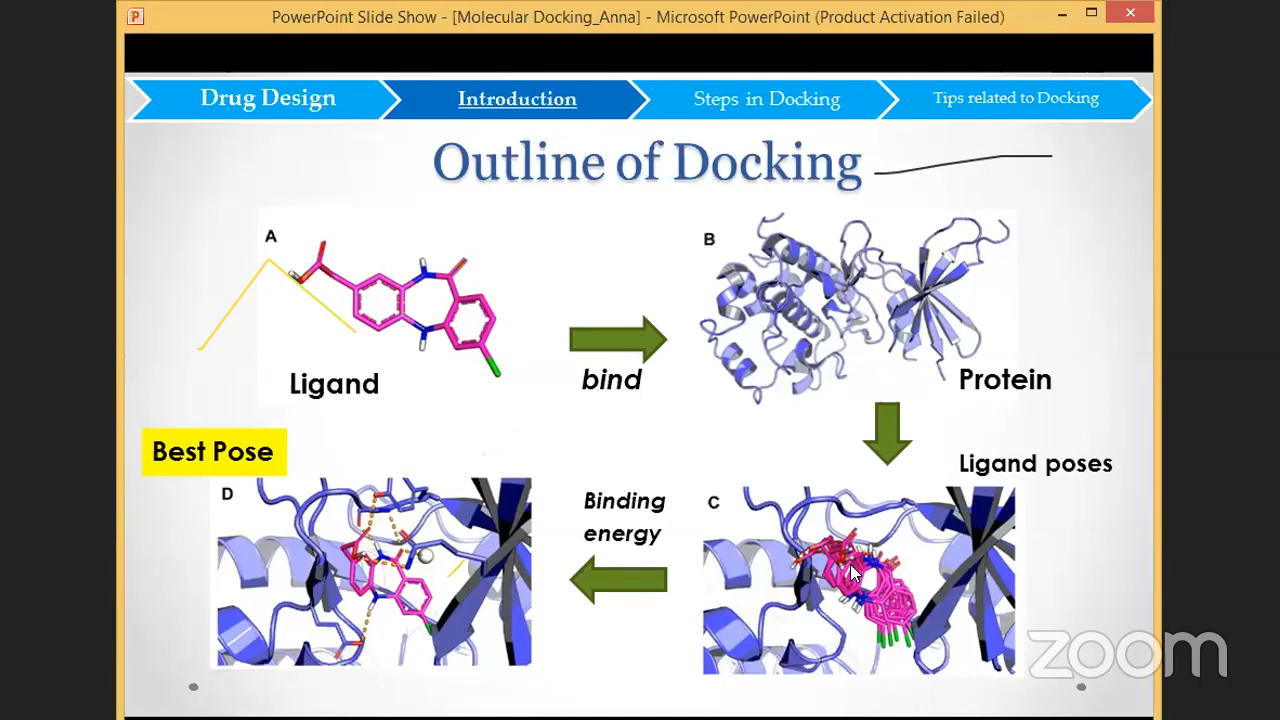 PowerPoint Slide Show - [Molecular Docking_Anna] - Microsoft PowerPoint (Product Activation Failed)
Drug Design
Introduction
Steps in Docking
Tips related to Docking
Outline of Docking
A
B
Ligand
bind
Protein
Best Pose
Ligand poses
D
Binding
energy
C
zoom